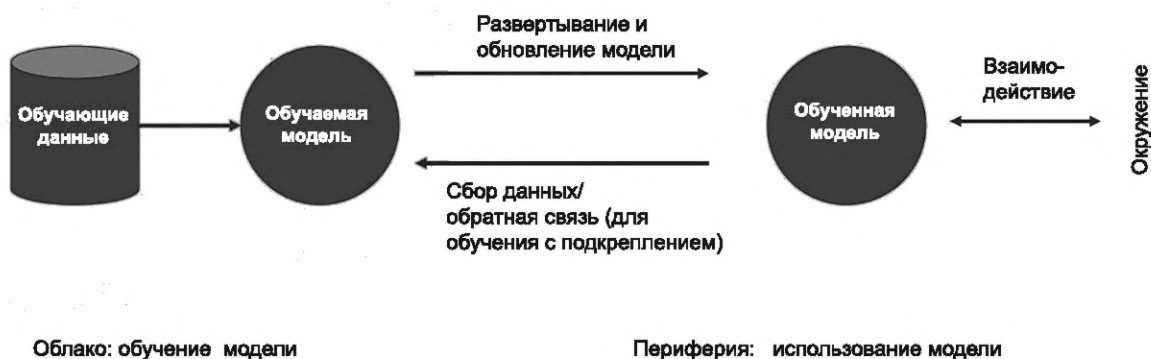 Развертывание и
обновление модели
Обучающие
данные
Обучаемая
модель
Обученная
модель
Взаимо-
действие
Окружение
Сбор данных/
обратная связь (для
обучения с подкреплением)
Облако: обучение модели
Периферия: использование модели